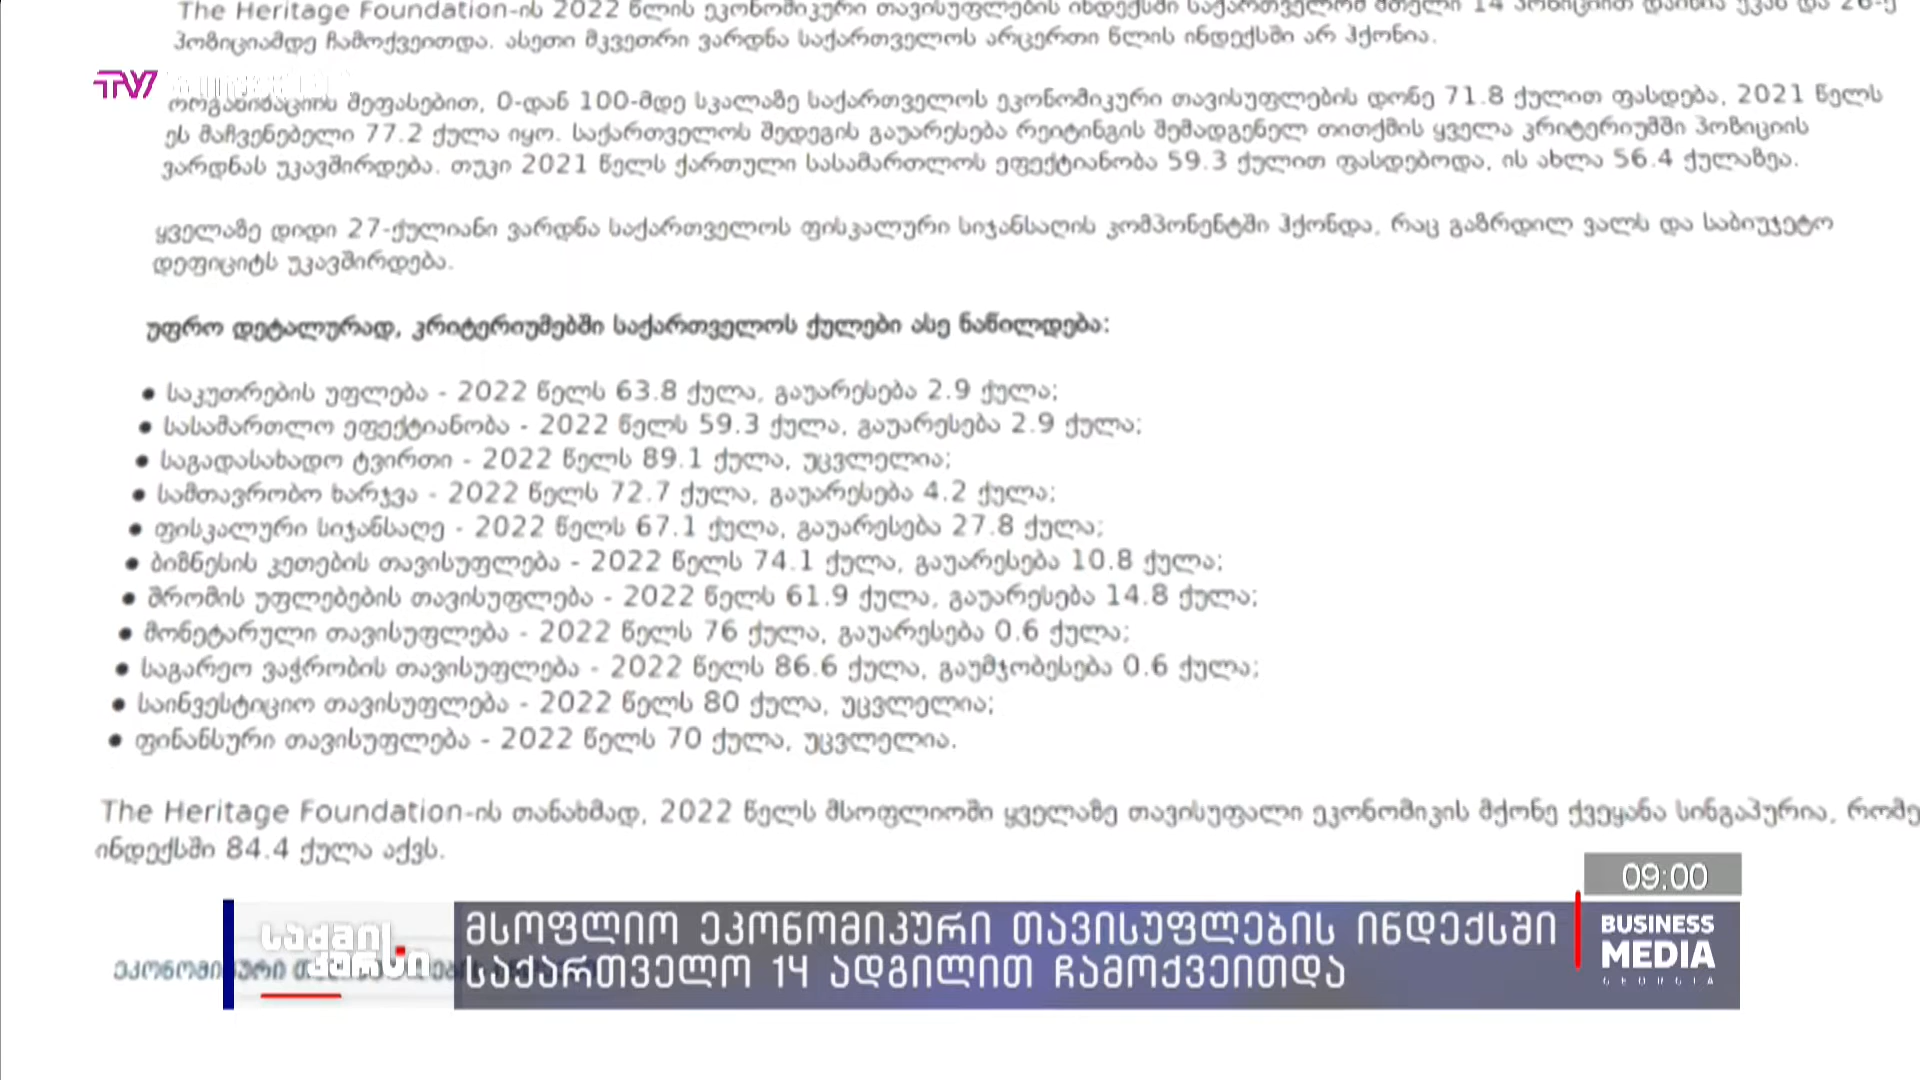 The Heritage Foundation-ის 2022 წლის ეკონომიკური თავისუფლების ინდექსში საქართველომ მთელი 14 პოზიციით დაიწია უკან და 26-ე
პოზიციამდე ჩამოქვეითდა. ასეთი მკვეთრი ვარდნა საქართველოს არცერთი წლის ინდექსში არ ჰქონია.
TV
ორგანიზაციის შეფასებით, 0-დან 100-მდე სკალაზე საქართველოს ეკონომიკური თავისუფლების დონე 71.8 ქულით ფასდება, 2021 წელს
ეს მაჩვენებელი 77.2 ქულა იყო. საქართველოს შედეგის გაუარესება რეიტინგის შემადგენელ თითქმის ყველა კრიტერიუმში პოზიციის
ვარდნას უკავშირდება. თუკი 2021 წელს ქართული სასამართლოს ეფექტიანობა 59.3 ქულით ფასდებოდა, ის ახლა 56.4 ქულაზეა.
ყველაზე დიდი 27-ქულიანი ვარდნა საქართველოს ფისკალური სიჯანსაღის კომპონენტში ჰქონდა, რაც გაზრდილ ვალს და საბიუჯეტო
დეფიციტს უკავშირდება.
უფრო დეტალურად, კრიტერიუმებში საქართველოს ქულები ასე ნაწილდება:
● საკუთრების უფლება - 2022 წელს 63.8 ქულა, გაუარესება 2.9 ქულა;
● სასამართლო ეფექტიანობა - 2022 წელს 59.3 ქულა, გაუარესება 2.9 ქულა;
● საგადასახადო ტვირთი - 2022 წელს 89.1 ქულა, უცვლელია;
● სამთავრობო ხარჯვა - 2022 წელს 72.7 ქულა, გაუარესება 4.2 ქულა;
● ფისკალური სიჯანსაღე - 2022 წელს 67.1 ქულა, გაუარესება 27.8 ქულა;
● ბიზნესის კეთების თავისუფლება - 2022 წელს 74.1 ქულა, გაუარესება 10.8 ქულა;
● შრომის უფლებების თავისუფლება - 2022 წელს 61.9 ქულა, გაუარესება 14.8 ქულა;
● მონეტარული თავისუფლება - 2022 წელს 76 ქულა, გაუარესება 0.6 ქულა;
● საგარეო ვაჭრობის თავისუფლება - 2022 წელს 86.6 ქულა, გაუმჯობესება 0.6 ქულა;
● საინვესტიციო თავისუფლება - 2022 წელს 80 ქულა, უცვლელია;
● ფინანსური თავისუფლება - 2022 წელს 70 ქულა, უცვლელია.
The Heritage Foundation-ის თანახმად, 2022 წელს მსოფლიოში ყველაზე თავისუფალი ეკონომიკის მქონე ქვეყანა სინგაპურია, რომე
ინდექსში 84.4 ქულა აქვს.
09:00
საქმის კურსი
მსოფლიო ეკონომიკური თავისუფლების ინდექსში
საქართველო 14 ადგილით ჩამოქვეითდა
BUSINESS
MEDIA
GEORGIA